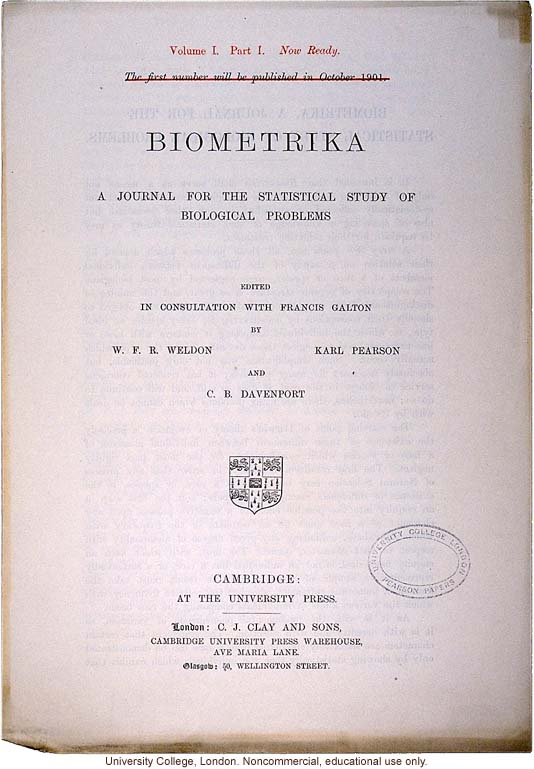 Volume I. Part I. Now Ready.
The first number will be published in October 1901.
BIOMETRIKA
A JOURNAL FOR THE STATISTICAL STUDY OF
BIOLOGICAL PROBLEMS
EDITED
IN CONSULTATION WITH FRANCIS GALTON
BY
W. F. R. WELDON KARL PEARSON
AND
C. B. DAVENPORT
UNIVERSITY COLLEGE LONDON
PEARSON PAPERS
CAMBRIDGE:
AT THE UNIVERSITY PRESS.
London: C. J. CLAY AND SONS,
CAMBRIDGE UNIVERSITY PRESS WAREHOUSE,
AVE MARIA LANE.
Glasgow: 50, WELLINGTON STREET.
University College, London. Noncommercial, educational use only.